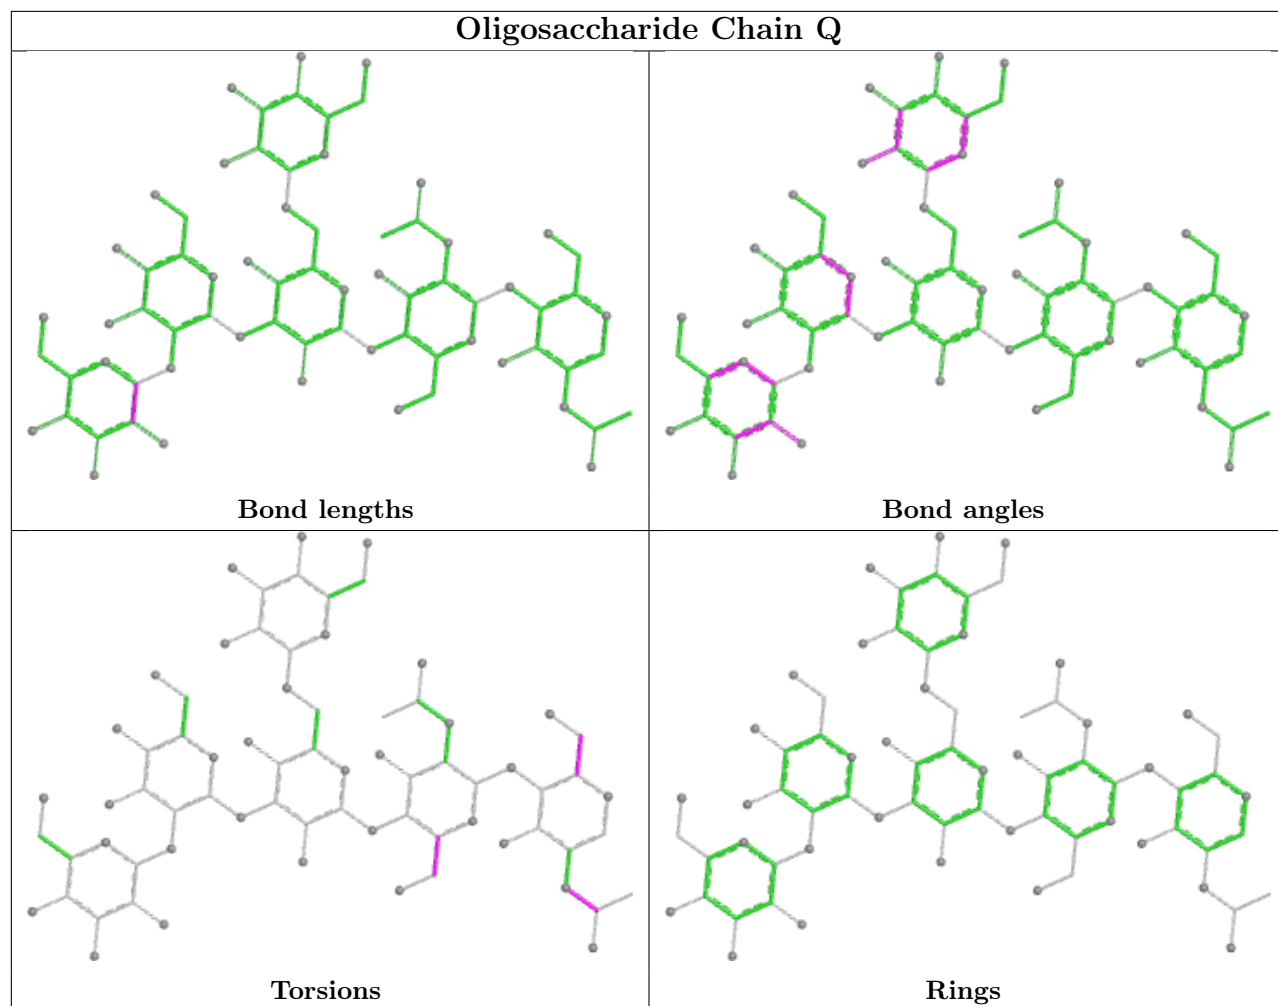 Oligosaccharide Chain Q
Bond lengths
Bond angles
Torsions
Rings